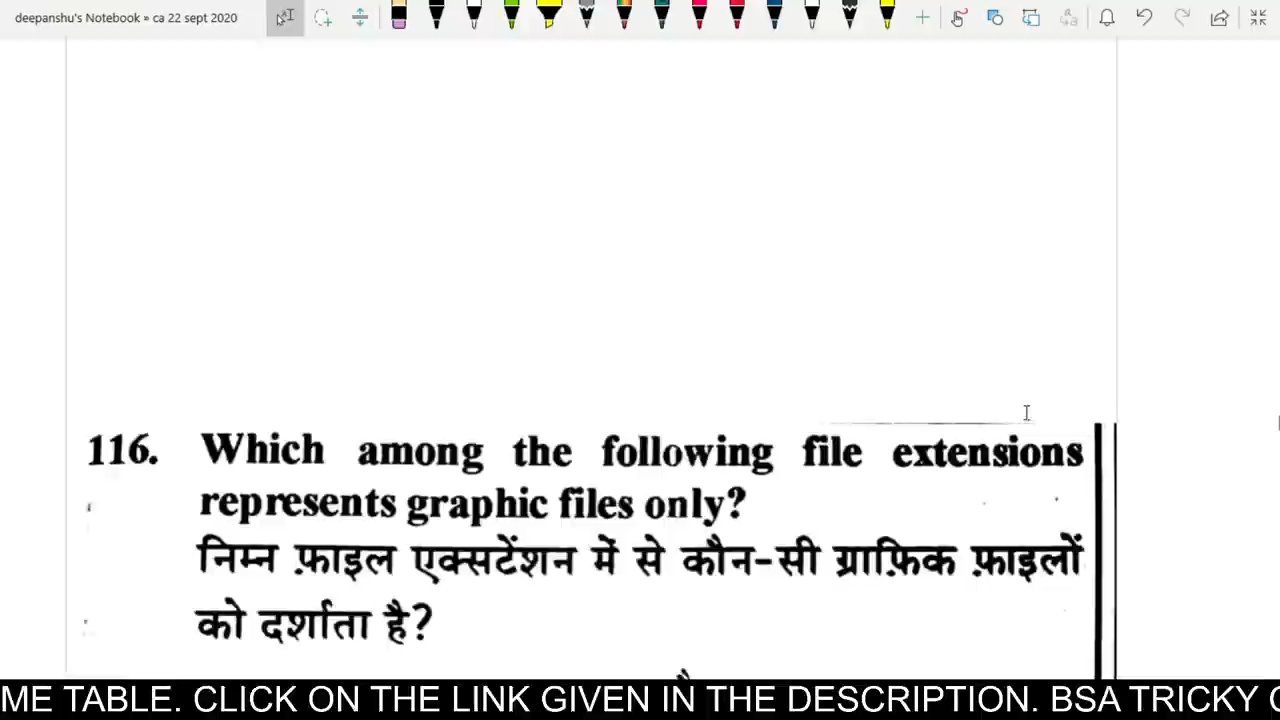 deepanshu's Notebook » ca 22 sept 2020
116. Which among the following file extensions
represents graphic files only?
निम्न फ़ाइल एक्सटेंशन में से कौन-सी ग्राफ़िक फ़ाइलों
को दर्शाता है?
ME TABLE. CLICK ON THE LINK GIVEN IN THE DESCRIPTION. BSA TRICKY